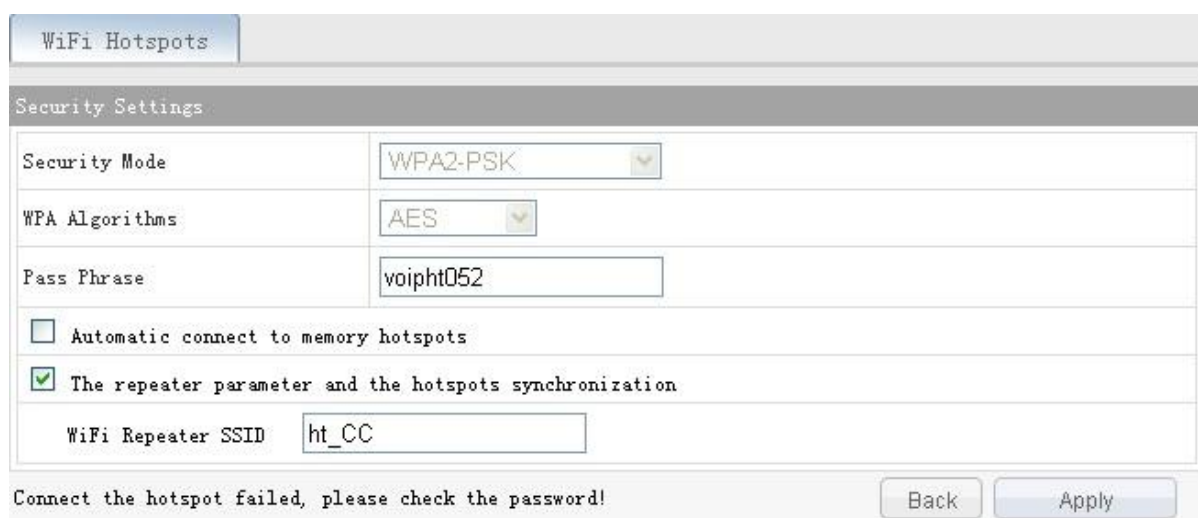 WiFi Hotspots
Security Settings
Security Mode WPA2-PSK
WPA Algorithms AES
Pass Phrase voipht052
Automatic connect to memory hotspots
The repeater parameter and the hotspots synchronization
WiFi Repeater SSID ht_CC
Connect the hotspot failed, please check the password! Back Apply